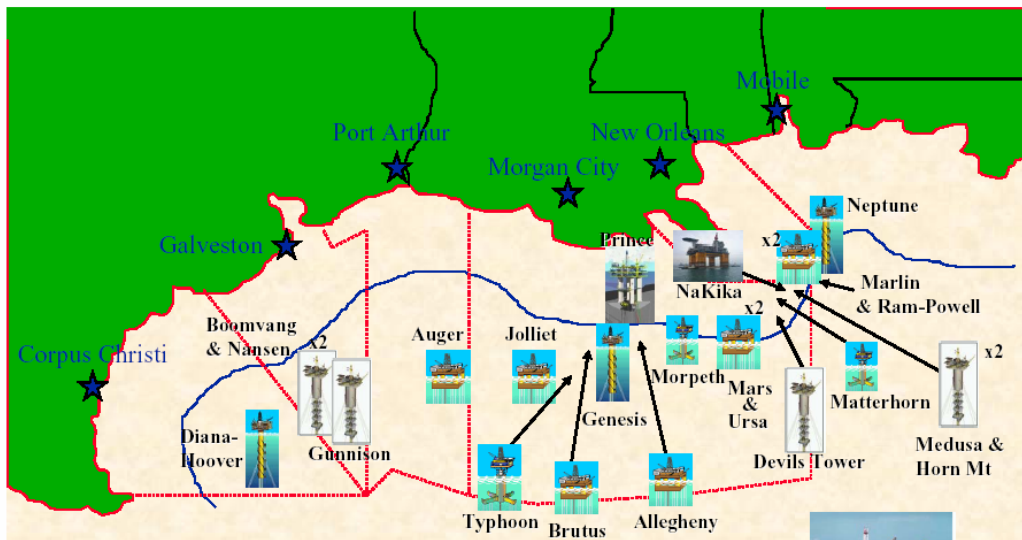 Mobile
Port Arthur
New Orleans
Morgan City
Neptune
Galveston
Prince
x2
NaKika
Marlin
& Ram-Powell
Boomvang
& Nansen
x2
Auger
Jolliet
x2
Corpus Christi
Morpeth
Mars
&
Ursa
Matterhorn
x2
Genesis
Diana-
Hoover
Gunnison
Devils Tower
Medusa &
Horn Mt
Typhoon
Brutus
Allegheny